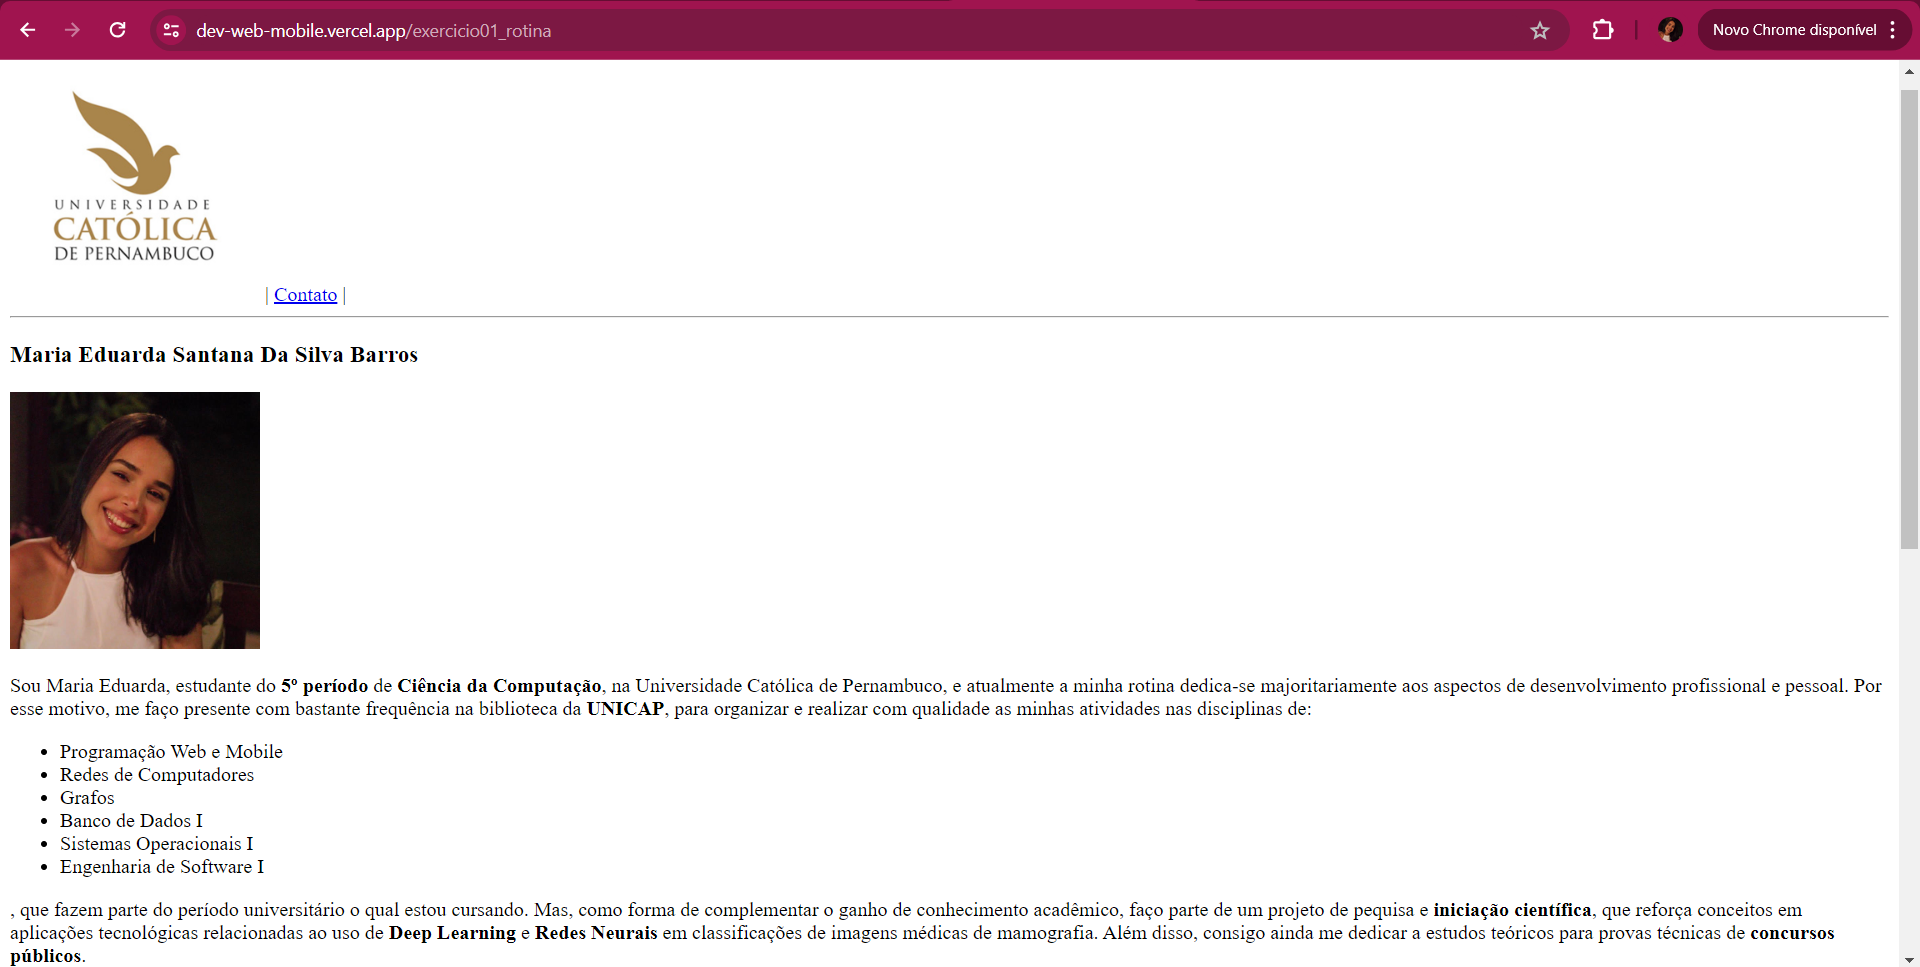 dev-web-mobile.vercel.app/exercicio01_rotina
Novo Chrome disponível
UNIVERSIDADE
CATÓLICA
DE PERNAMBUCO
| Contato |
Maria Eduarda Santana Da Silva Barros
Sou Maria Eduarda, estudante do 5º período de Ciência da Computação, na Universidade Católica de Pernambuco, e atualmente a minha rotina dedica-se majoritariamente aos aspectos de desenvolvimento profissional e pessoal. Por
esse motivo, me faço presente com bastante frequência na biblioteca da UNICAP, para organizar e realizar com qualidade as minhas atividades nas disciplinas de:
• Programação Web e Mobile
• Redes de Computadores
• Grafos
• Banco de Dados I
• Sistemas Operacionais I
• Engenharia de Software I
, que fazem parte do período universitário o qual estou cursando. Mas, como forma de complementar o ganho de conhecimento acadêmico, faço parte de um projeto de pequisa e iniciação científica, que reforça conceitos em
aplicações tecnológicas relacionadas ao uso de Deep Learning e Redes Neurais em classificações de imagens médicas de mamografia. Além disso, consigo ainda me dedicar a estudos teóricos para provas técnicas de concursos
públicos.